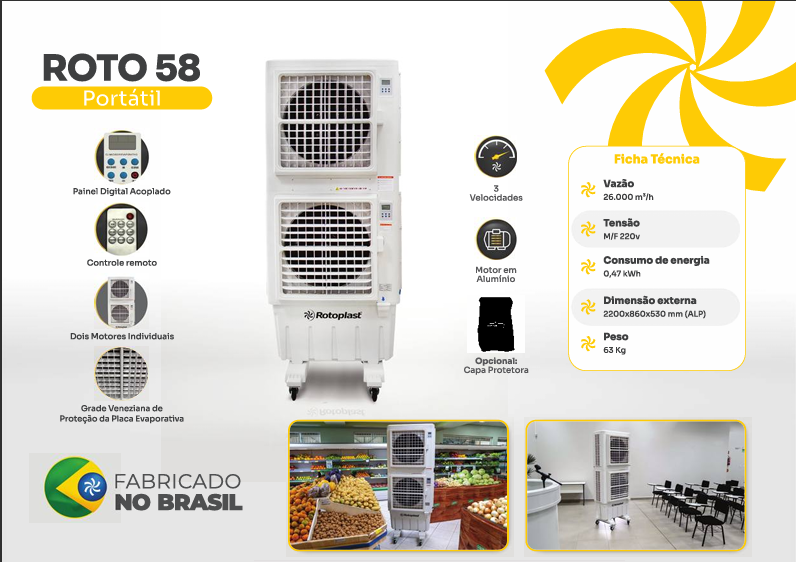 ROTO 58
Portátil
Painel Digital Acoplado
Controle remoto
Dois Motores Individuais
Grade Veneziana de
Proteção da Placa Evaporativa
Rotoplast
3
Velocidades
Motor em
Alumínio
Opcional:
Capa Protetora
Ficha Técnica
Vazão
26.000 m³/h
Tensão
M/F 220v
Consumo de energia
0,47 kWh
Dimensão externa
2200x860x530 mm (ALP)
Peso
63 Kg
FABRICADO
NO BRASIL
Rotoplast